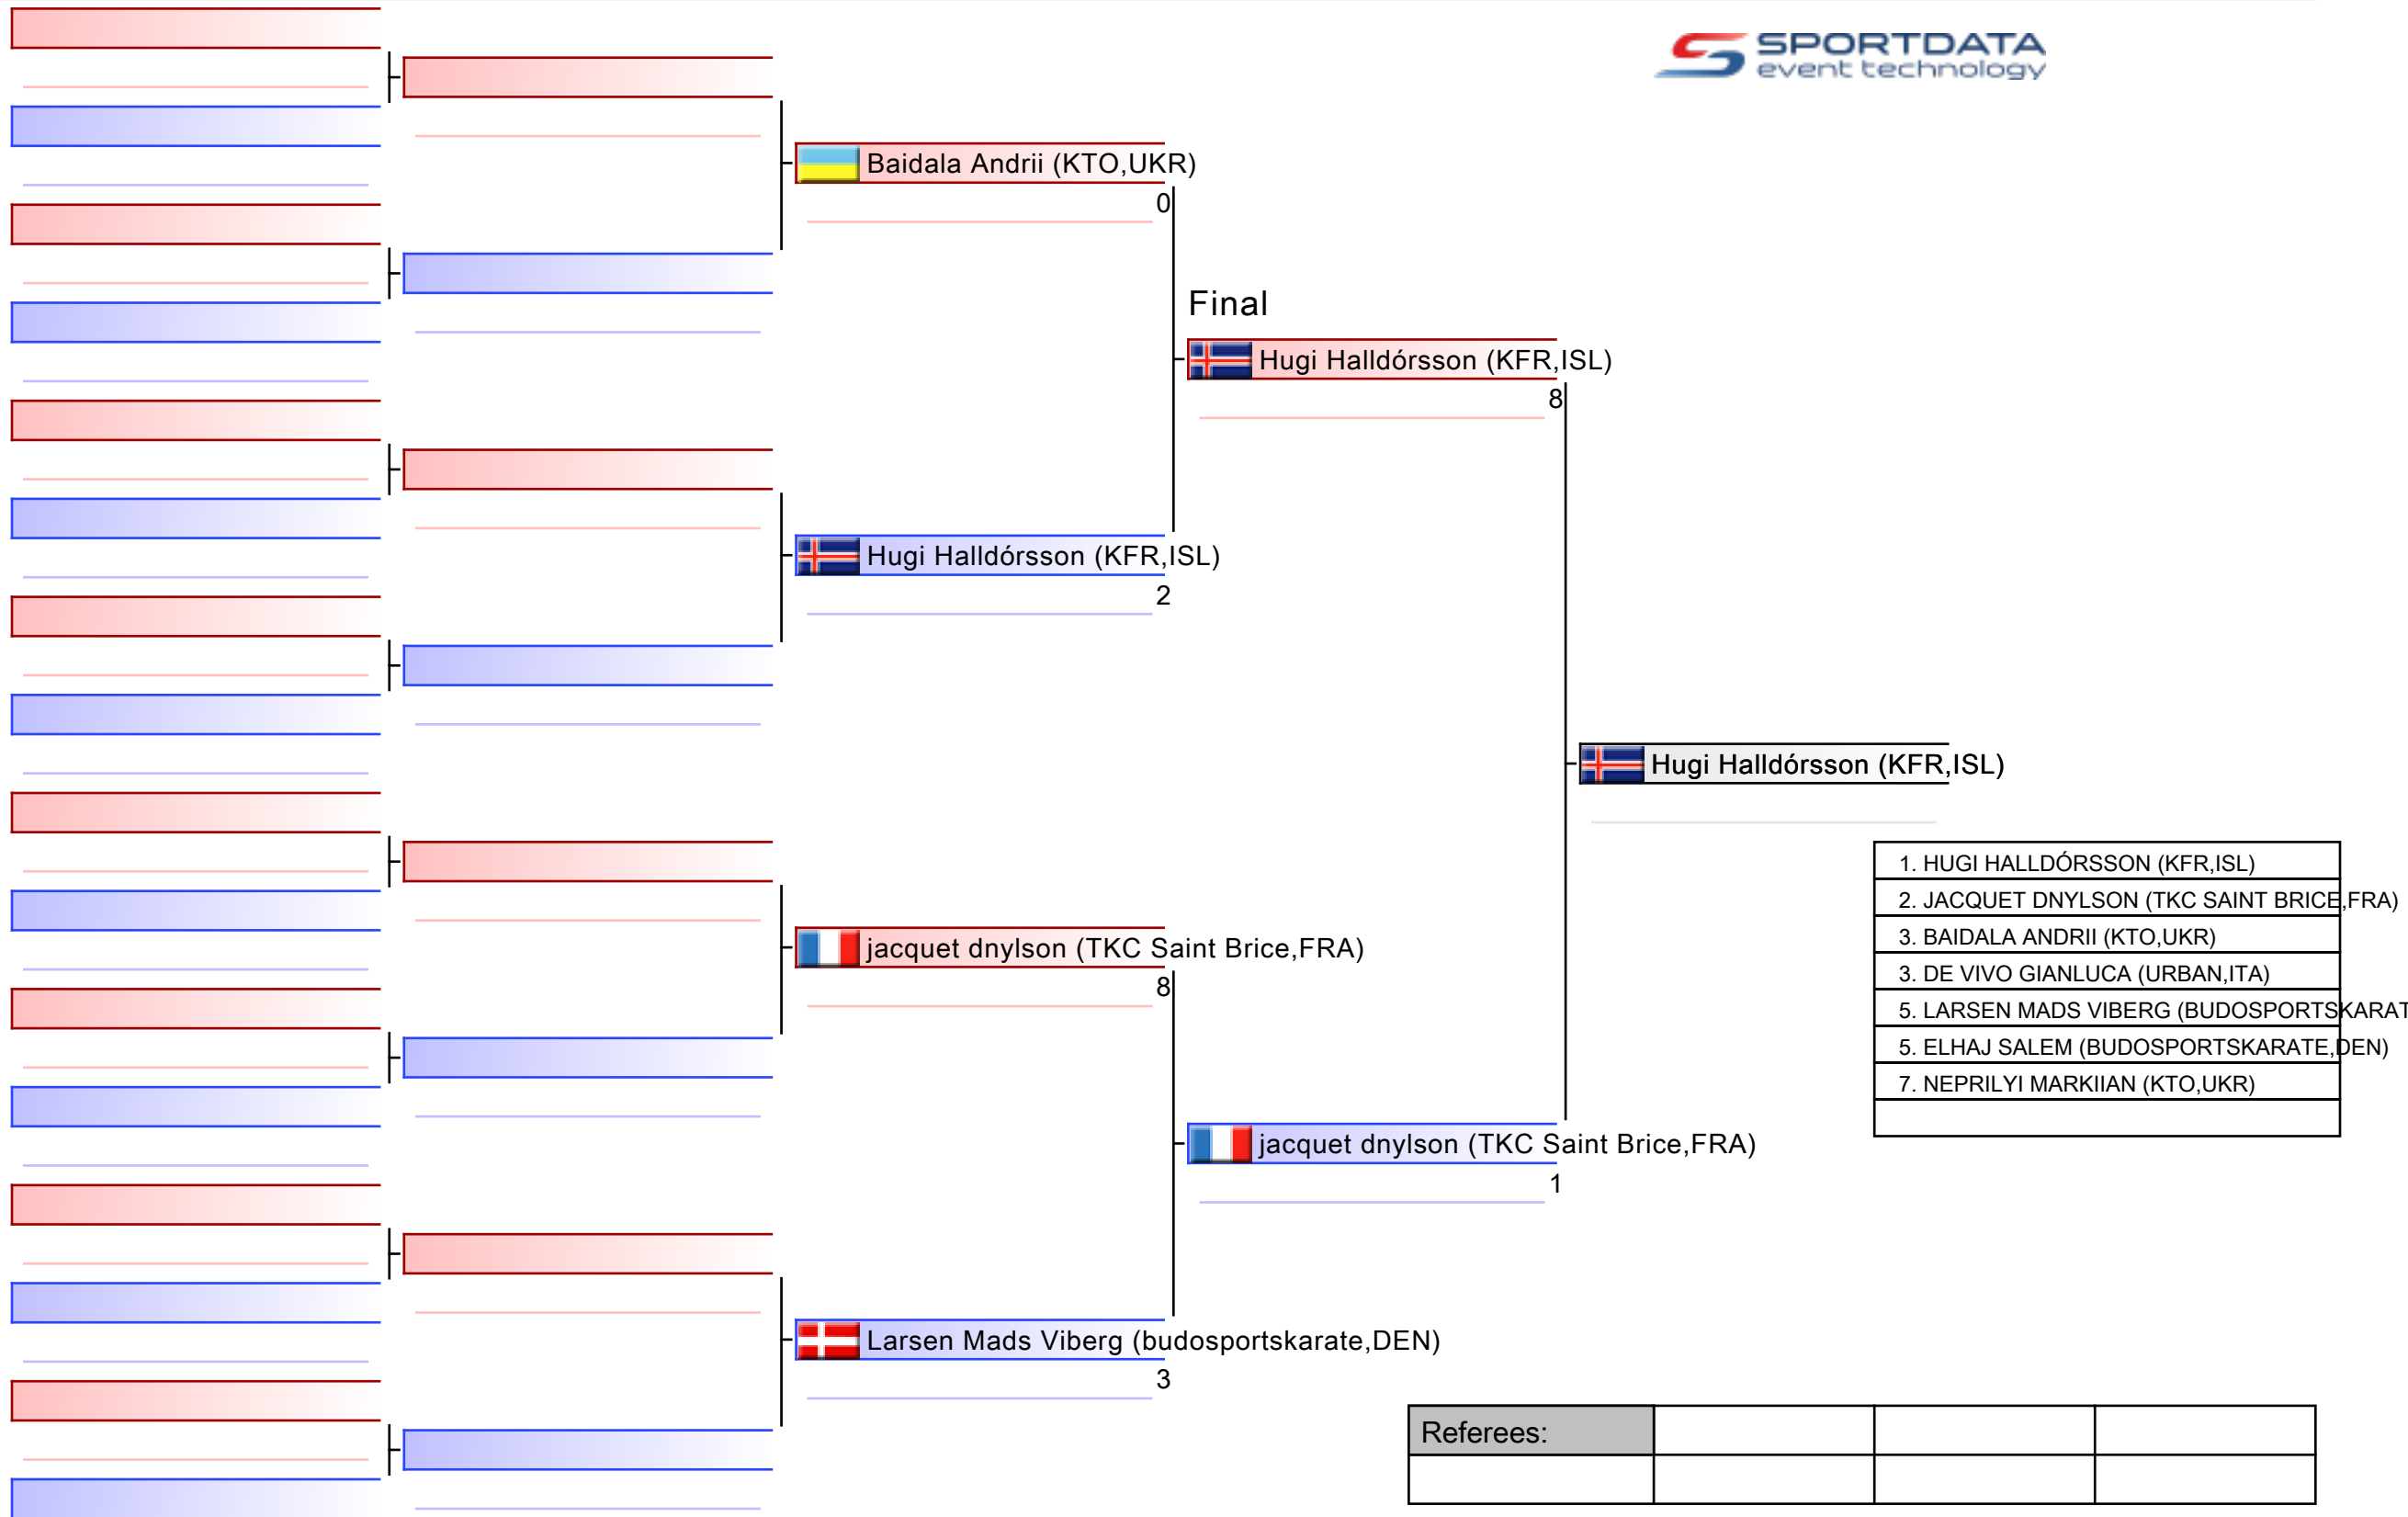 SPORTDATA
event technology
Baidala Andrii (KTO,UKR)
0
Final
Hugi Halldórsson (KFR,ISL)
8
Hugi Halldórsson (KFR,ISL)
2
Hugi Halldórsson (KFR,ISL)
1. HUGI HALLDÓRSSON (KFR,ISL)
2. JACQUET DNYLSON (TKC SAINT BRICE,FRA)
3. BAIDALA ANDRII (KTO,UKR)
3. DE VIVO GIANLUCA (URBAN,ITA)
5. LARSEN MADS VIBERG (BUDOSPORTSKARAT
5. ELHAJ SALEM (BUDOSPORTSKARATE,DEN)
7. NEPRILYI MARKIIAN (KTO,UKR)
jacquet dnylson (TKC Saint Brice,FRA)
8
jacquet dnylson (TKC Saint Brice,FRA)
1
Larsen Mads Viberg (budosportskarate,DEN)
3
Referees: